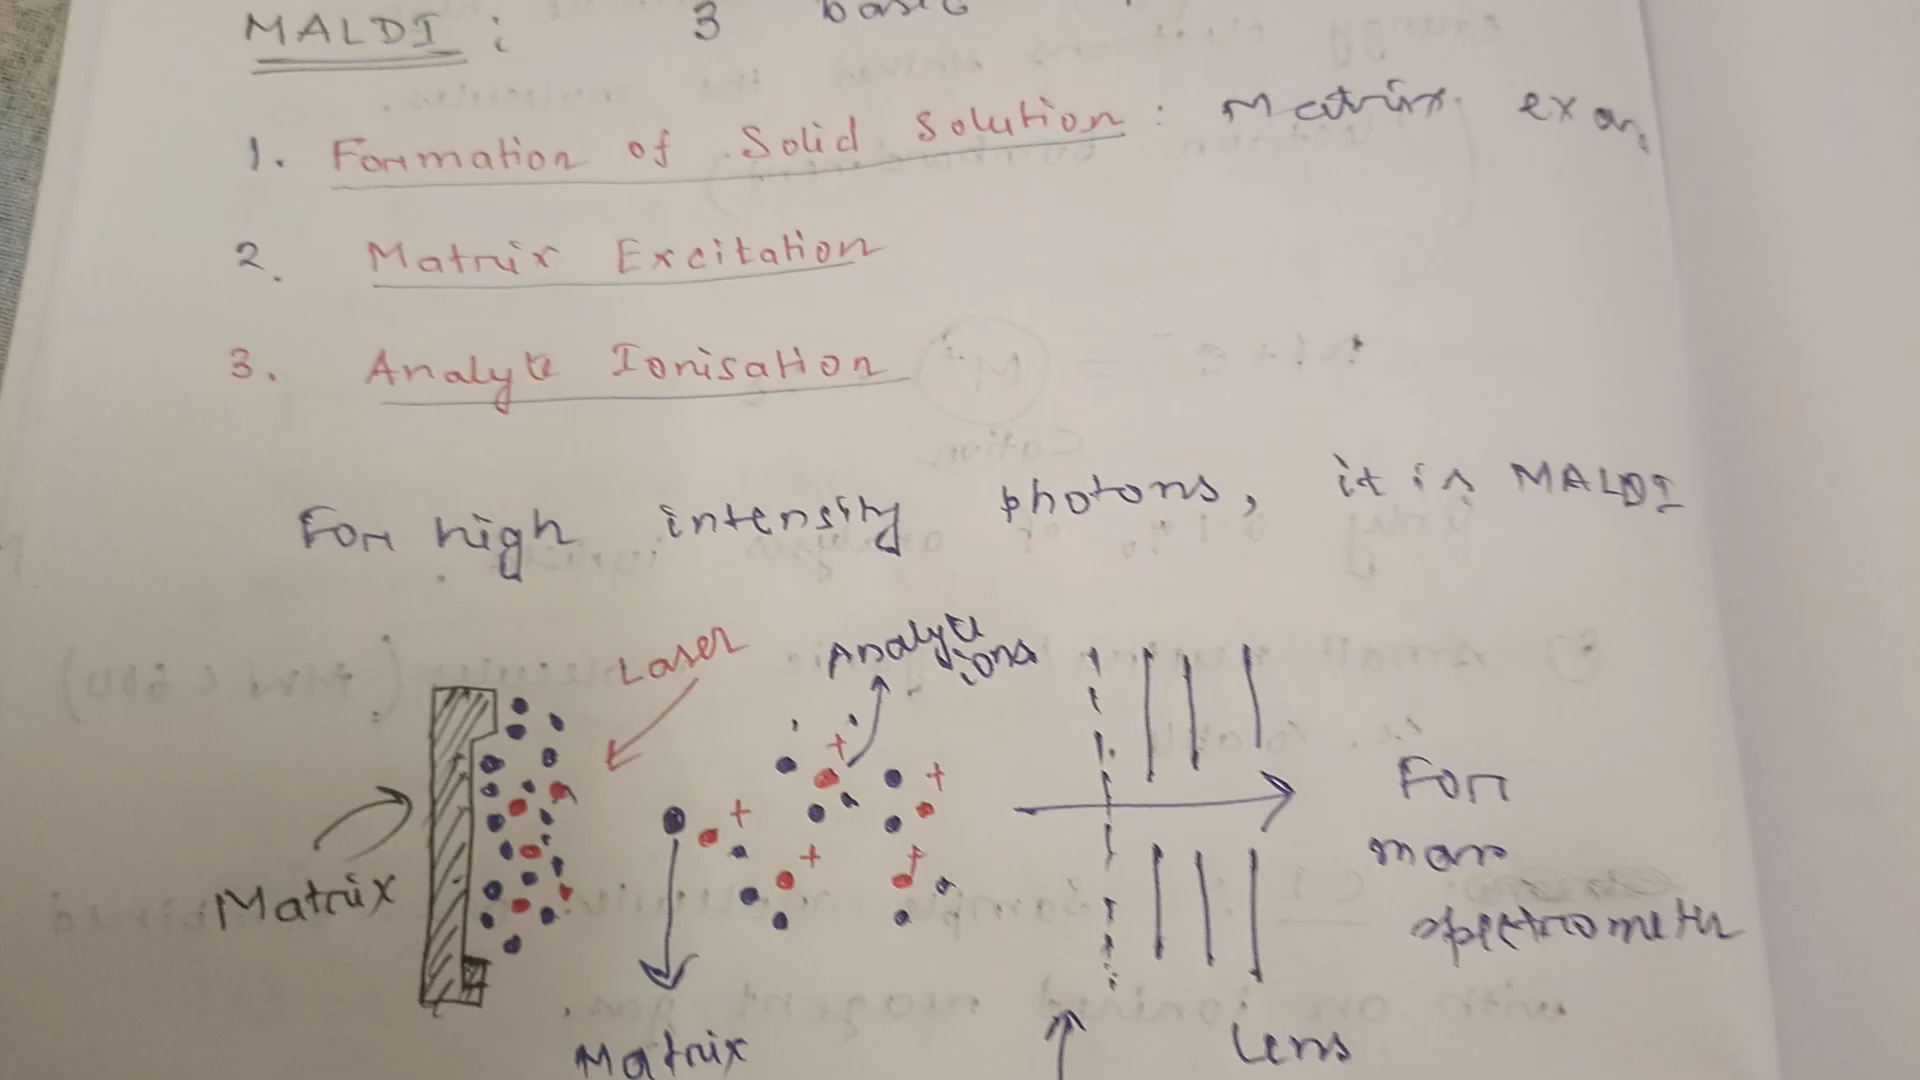 MALDI : 3 basic
1. Formation of Solid Solution : Matrix
2. Matrix Excitation
3. Analyte Ionisation
For high intensity photons, it is MALDI
Laser
Analyte ions
+
+
+
+
+
Matrix
For
mass
spectrometer
Matrix
Lens